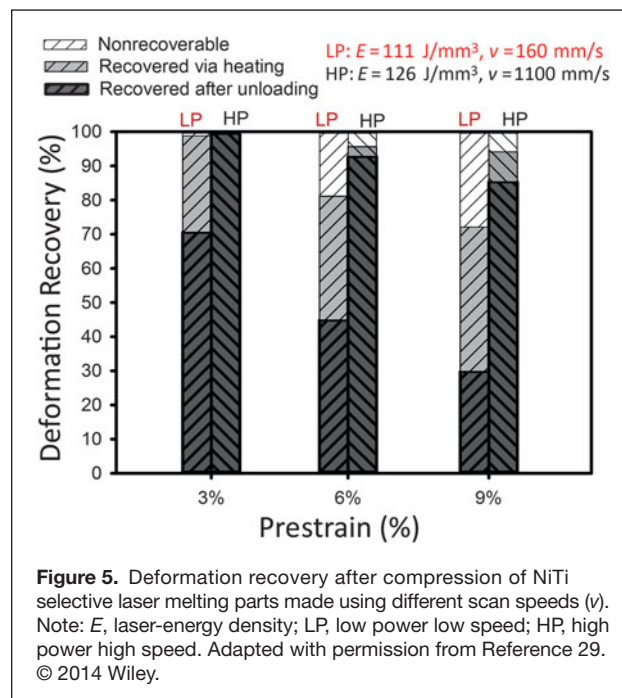 Nonrecoverable
Recovered via heating
Recovered after unloading
LP: E = 111 J/mm³, v = 160 mm/s
HP: E = 126 J/mm³, v = 1100 mm/s
LP HP LP HP LP HP
100
90
80
70
60
50
40
30
20
10
0
Deformation Recovery (%)
3% 6% 9%
Prestrain (%)
Figure 5. Deformation recovery after compression of NiTi
selective laser melting parts made using different scan speeds (v).
Note: E, laser-energy density; LP, low power low speed; HP, high
power high speed. Adapted with permission from Reference 29.
© 2014 Wiley.